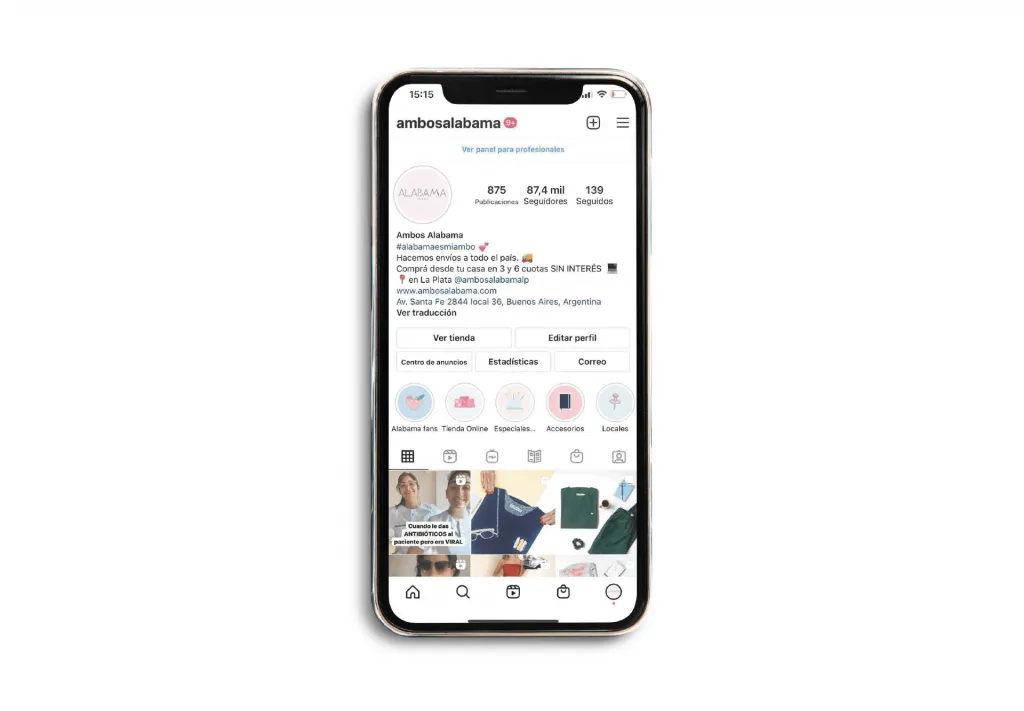 15:15
ambosalabama 9+
Ver panel para profesionales
ALABAMA
875 87,4 mil 139
Publicaciones Seguidores Seguidos
Ambos Alabama
#alabamaesmiambo 💕
Hacemos envíos a todo el país. 🚚
Comprá desde tu casa en 3 y 6 cuotas SIN INTERÉS 💻
📍en La Plata @ambosalabamalp
www.ambosalabama.com
Av. Santa Fe 2844 local 36, Buenos Aires, Argentina
Ver traducción
Ver tienda Editar perfil
Centro de anuncios Estadísticas Correo
Alabama fans Tienda Online Especiales... Accesorios Locales
Cuando le das
ANTIBIÓTICOS al
paciente pero era VIRAL